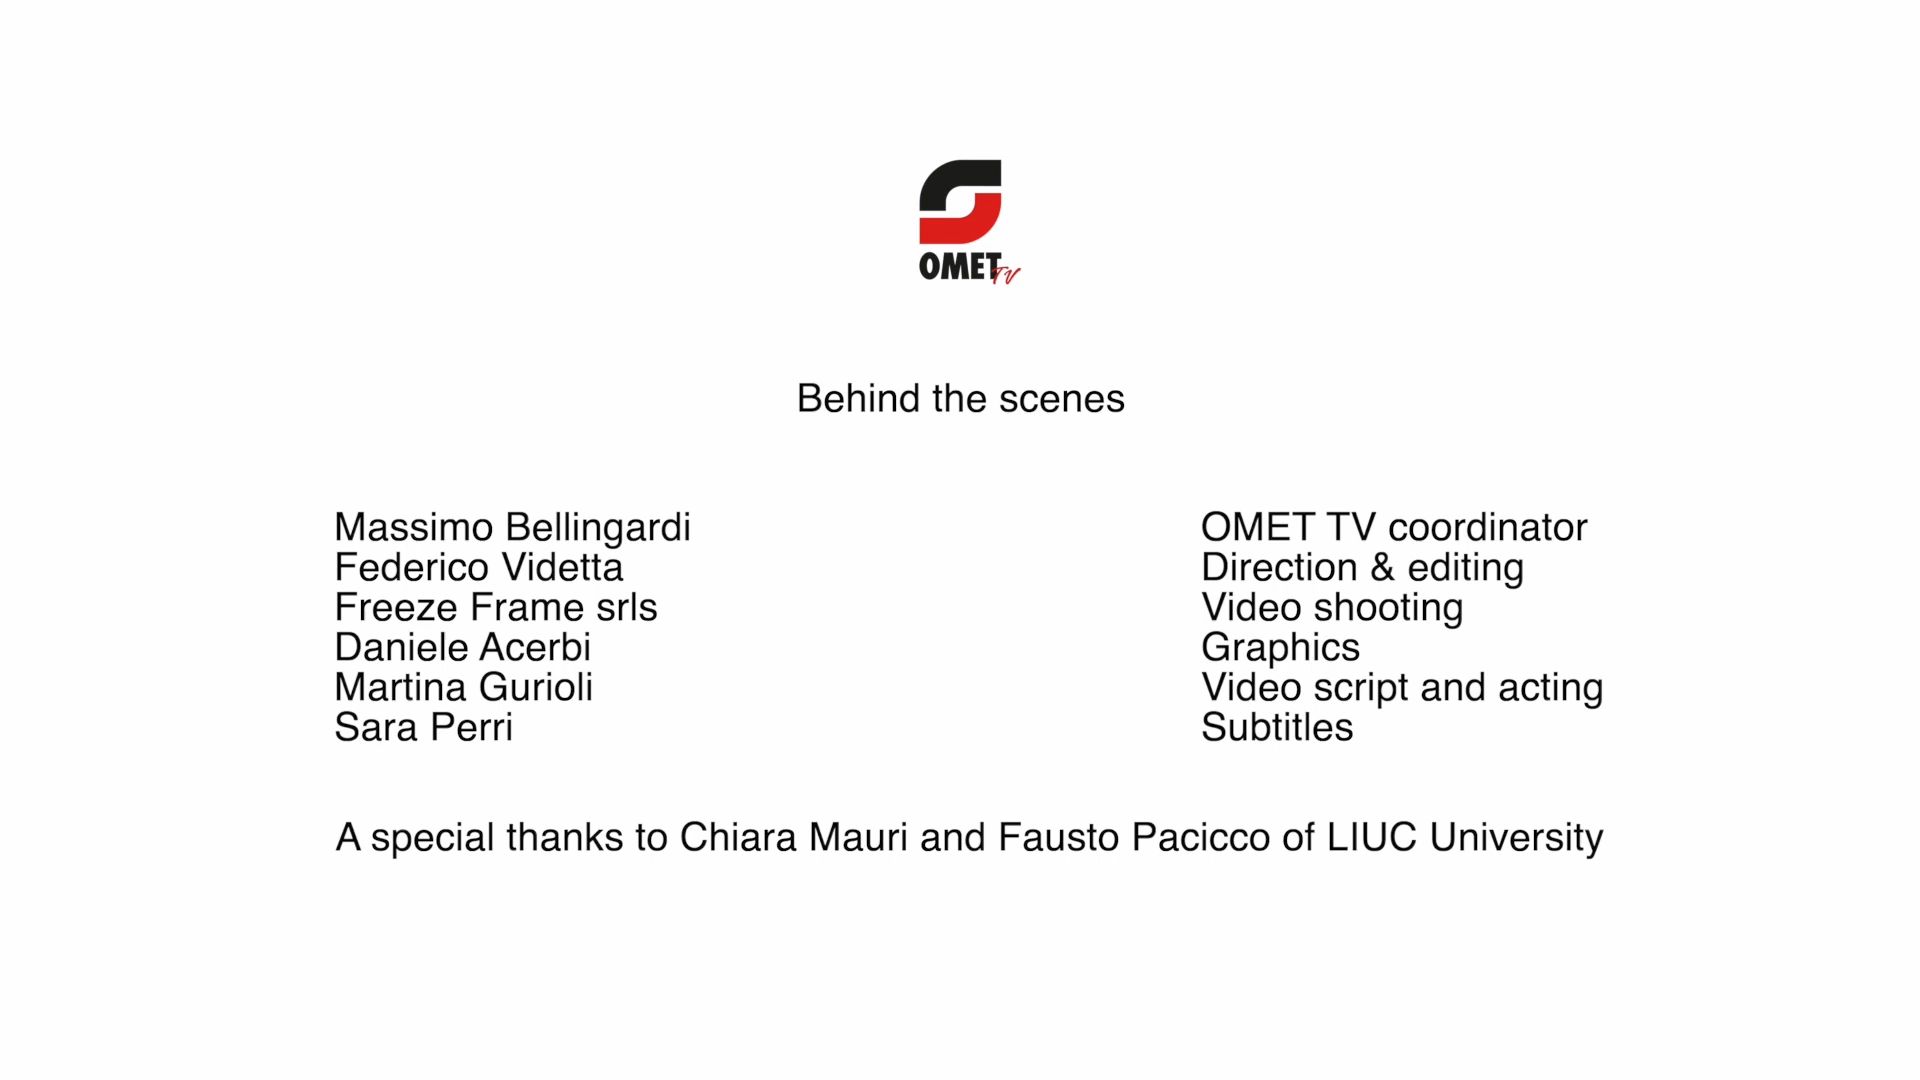 OMET TV
Behind the scenes
Massimo Bellingardi OMET TV coordinator
Federico Videtta Direction & editing
Freeze Frame srls Video shooting
Daniele Acerbi Graphics
Martina Gurioli Video script and acting
Sara Perri Subtitles
A special thanks to Chiara Mauri and Fausto Pacicco of LIUC University